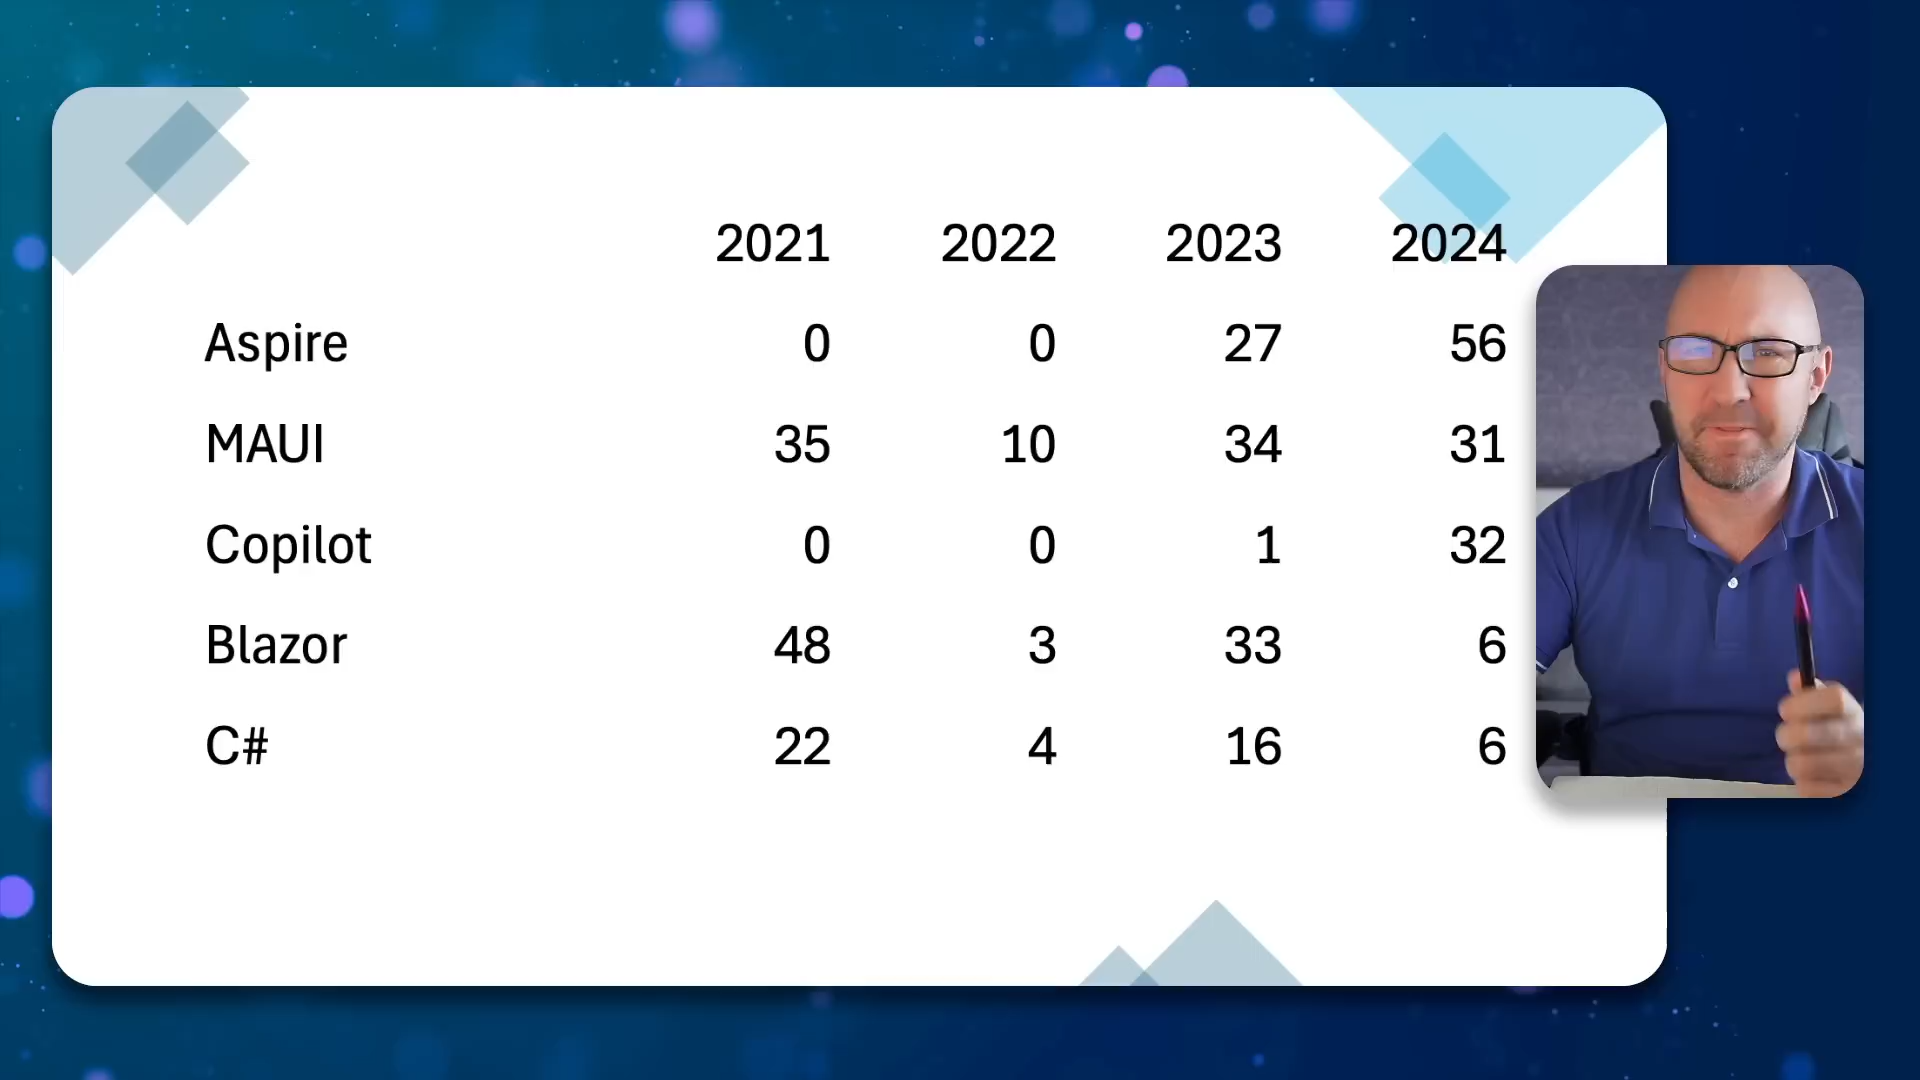 2021 2022 2023 2024
Aspire 0 0 27 56
MAUI 35 10 34 31
Copilot 0 0 1 32
Blazor 48 3 33 6
C# 22 4 16 6